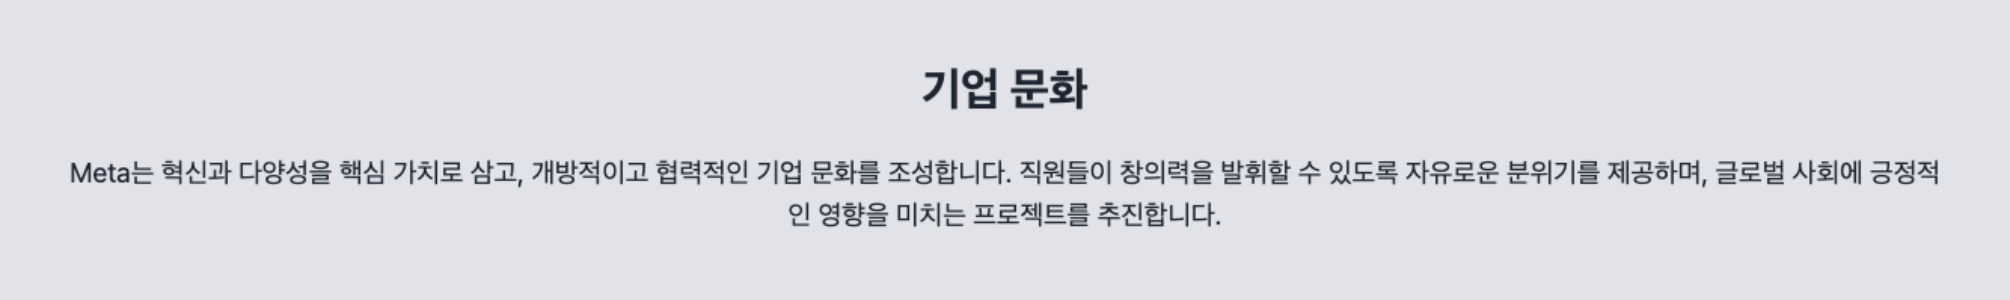 기업 문화
Meta는 혁신과 다양성을 핵심 가치로 삼고, 개방적이고 협력적인 기업 문화를 조성합니다. 직원들이 창의력을 발휘할 수 있도록 자유로운 분위기를 제공하며, 글로벌 사회에 긍정적
인 영향을 미치는 프로젝트를 추진합니다.